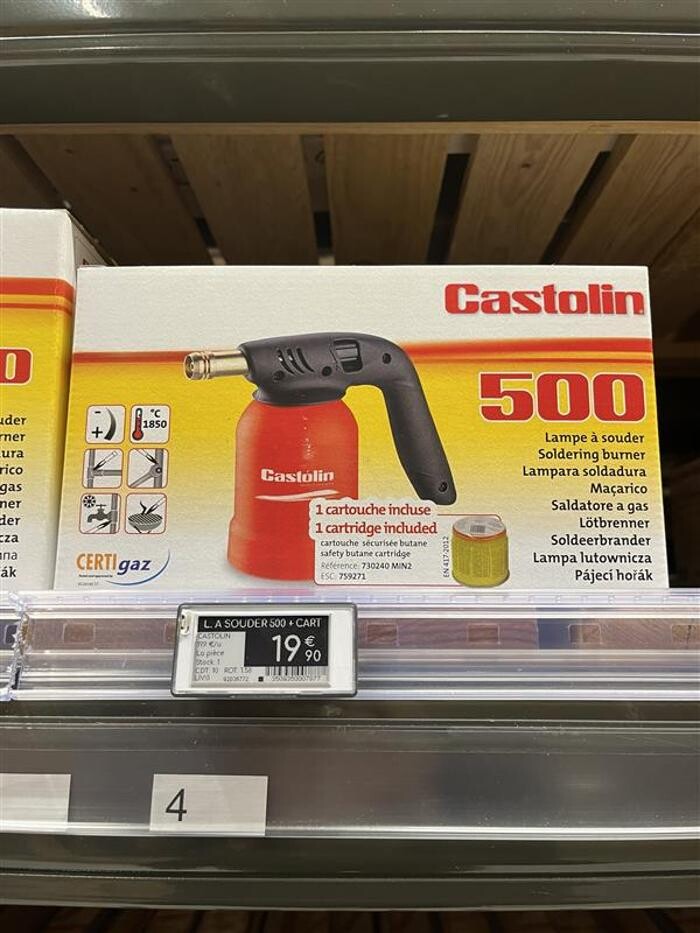 Castolin
500
Lampe à souder
Soldering burner
Lampara soldadura
Maçarico
Saldatore a gas
Lötbrenner
Soldeerbrander
Lampa lutownicza
Pájecí hořák
- +
°C
1850
Castolin
1 cartouche incluse
1 cartridge included
cartouche sécurisée butane
safety butane cartridge
Référence: 730240 MIN2
ESC: 759271
EN 417-2012
CERTIgaz
L. A SOUDER 500 + CART
CASTOLIN
19 € 90
La pièce
Stock 1
4